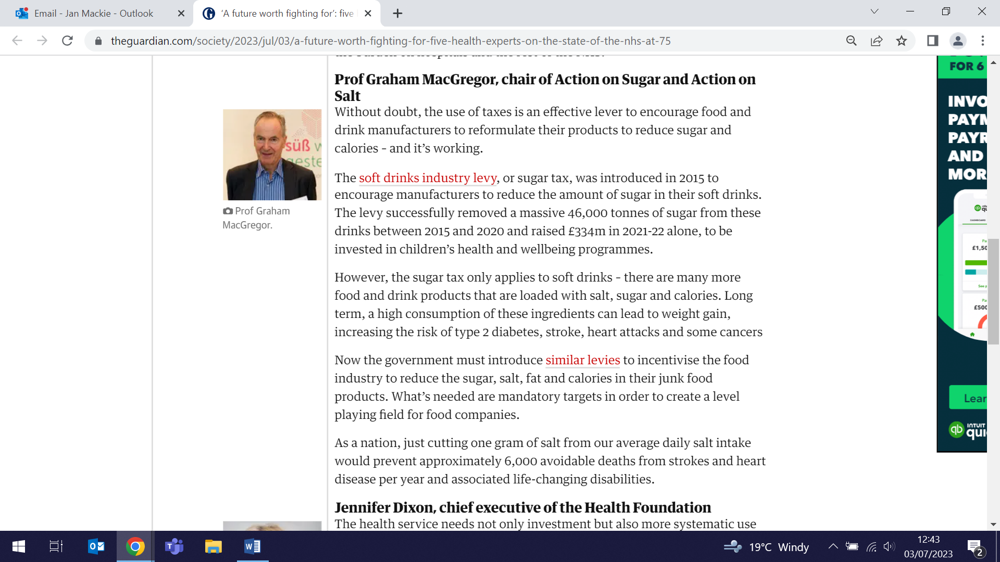 Email - Jan Mackie - Outlook
‘A future worth fighting for’: five
theguardian.com/society/2023/jul/03/a-future-worth-fighting-for-five-health-experts-on-the-state-of-the-nhs-at-75
Prof Graham MacGregor, chair of Action on Sugar and Action on
Salt
Without doubt, the use of taxes is an effective lever to encourage food and
drink manufacturers to reformulate their products to reduce sugar and
calories – and it’s working.
süß w
geste
Prof Graham
MacGregor.
The soft drinks industry levy, or sugar tax, was introduced in 2015 to
encourage manufacturers to reduce the amount of sugar in their soft drinks.
The levy successfully removed a massive 46,000 tonnes of sugar from these
drinks between 2015 and 2020 and raised £334m in 2021-22 alone, to be
invested in children’s health and wellbeing programmes.
However, the sugar tax only applies to soft drinks – there are many more
food and drink products that are loaded with salt, sugar and calories. Long
term, a high consumption of these ingredients can lead to weight gain,
increasing the risk of type 2 diabetes, stroke, heart attacks and some cancers
Now the government must introduce similar levies to incentivise the food
industry to reduce the sugar, salt, fat and calories in their junk food
products. What’s needed are mandatory targets in order to create a level
playing field for food companies.
As a nation, just cutting one gram of salt from our average daily salt intake
would prevent approximately 6,000 avoidable deaths from strokes and heart
disease per year and associated life-changing disabilities.
Jennifer Dixon, chief executive of the Health Foundation
The health service needs not only investment but also more systematic use
FOR 6
INVO
PAYM
PAYR
AND
MOR
DASHBOARD
£1,50
See p
£500
Lear
qb INTUIT
qui
19°C Windy
12:43
03/07/2023
2